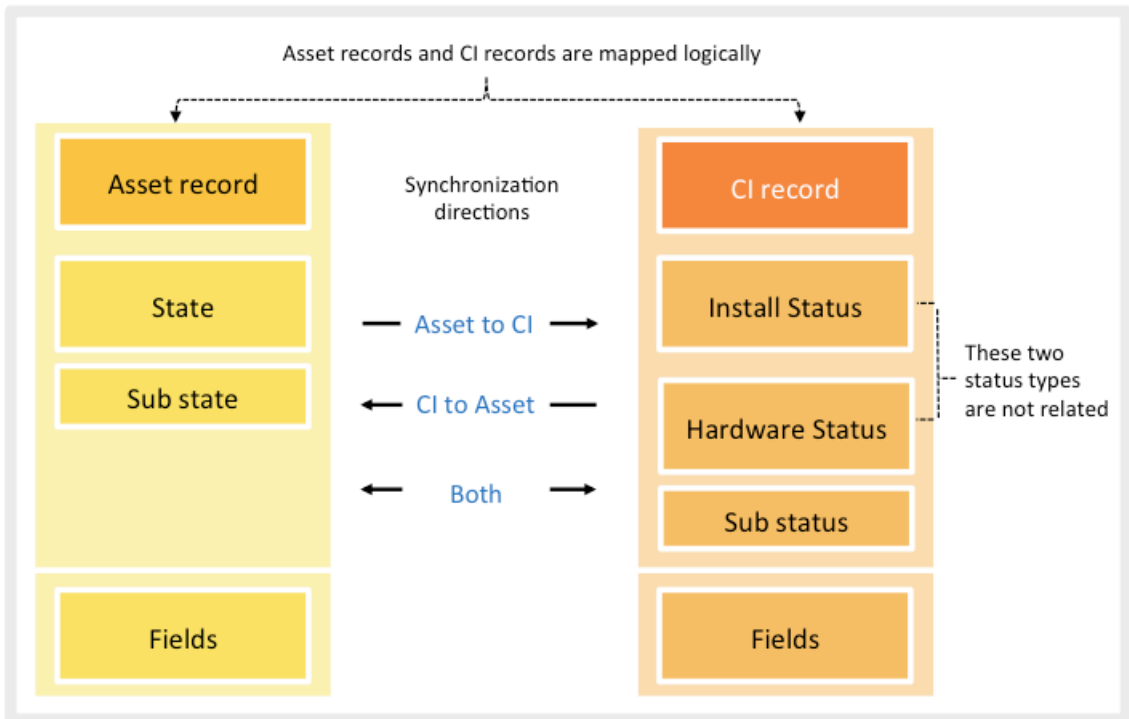 Asset records and CI records are mapped logically
Asset record
Synchronization
directions
CI record
State
Install Status
Asset to CI
These two
status types
are not related
Sub state
CI to Asset
Hardware Status
Both
Sub status
Fields
Fields